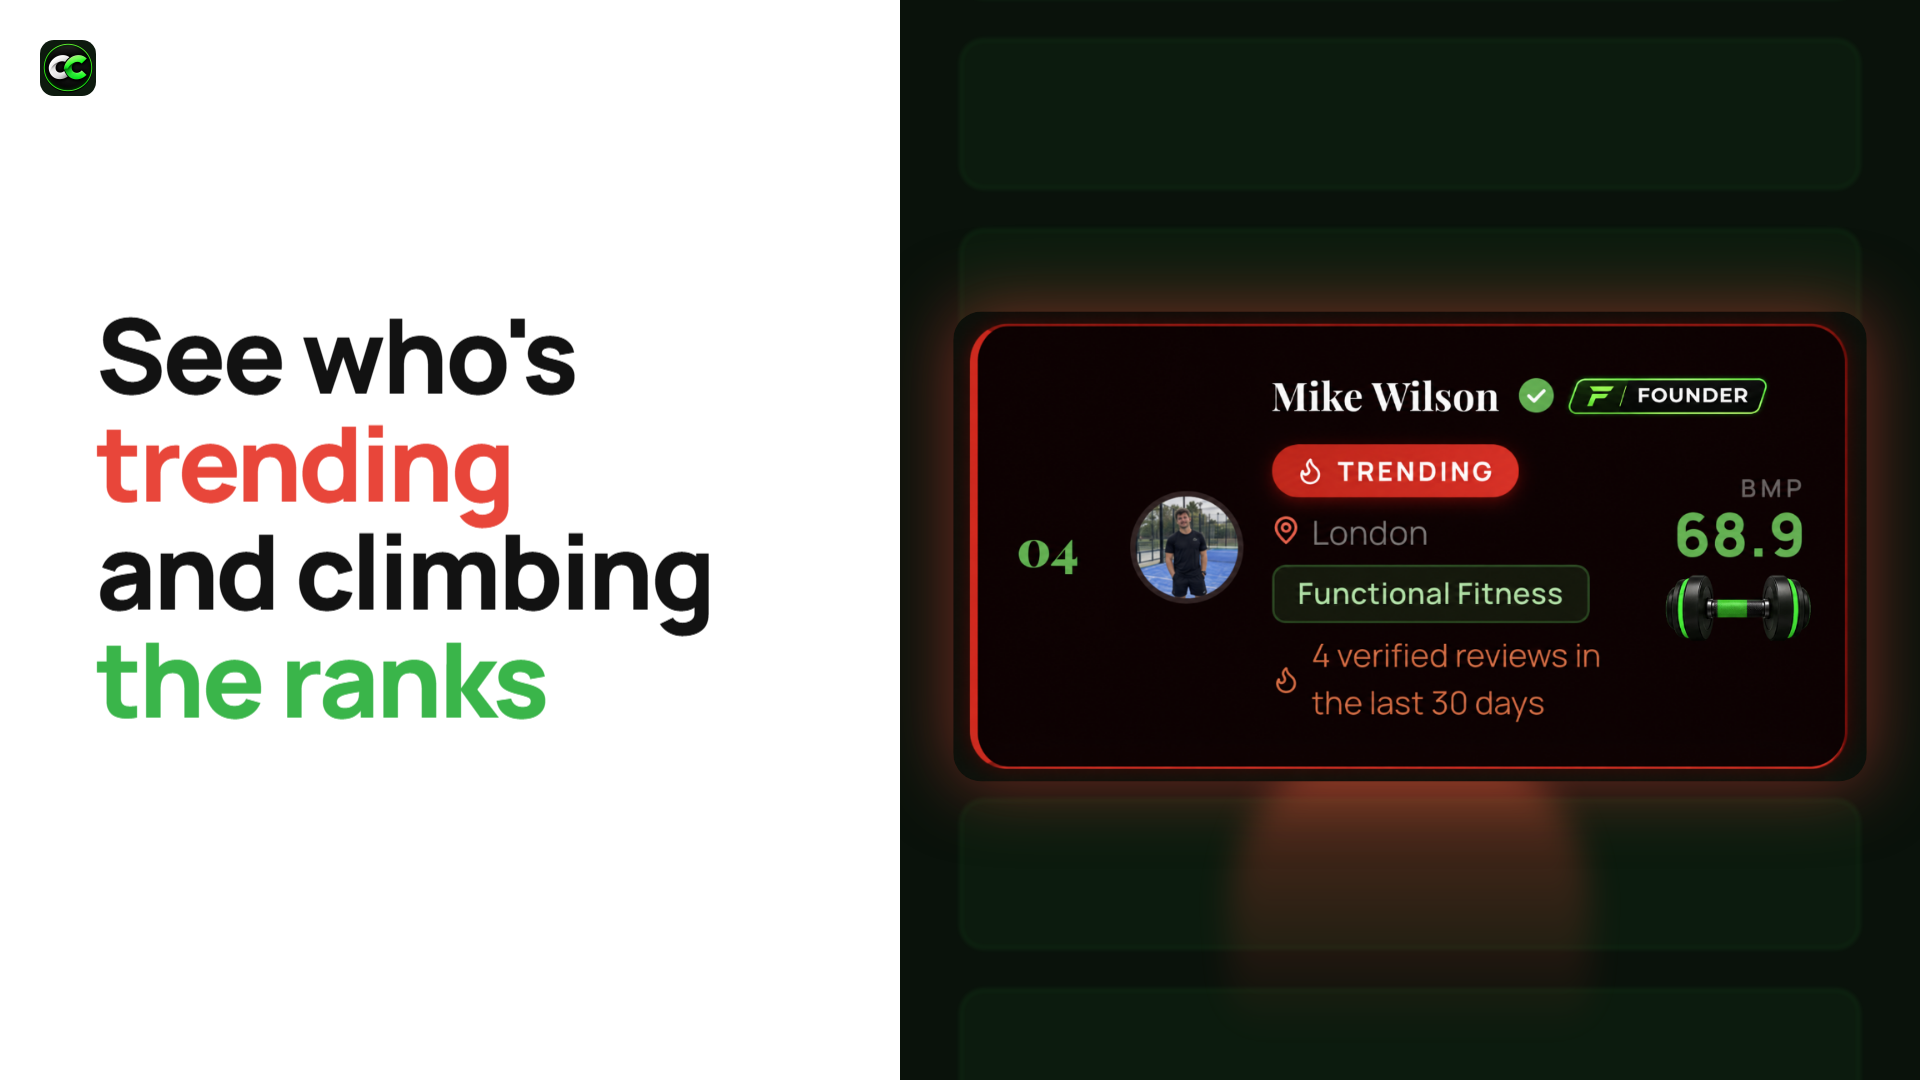 CC
See who's
trending
and climbing
the ranks
Mike Wilson
F / FOUNDER
TRENDING
London
Functional Fitness
4 verified reviews in
the last 30 days
04
BMP
68.9